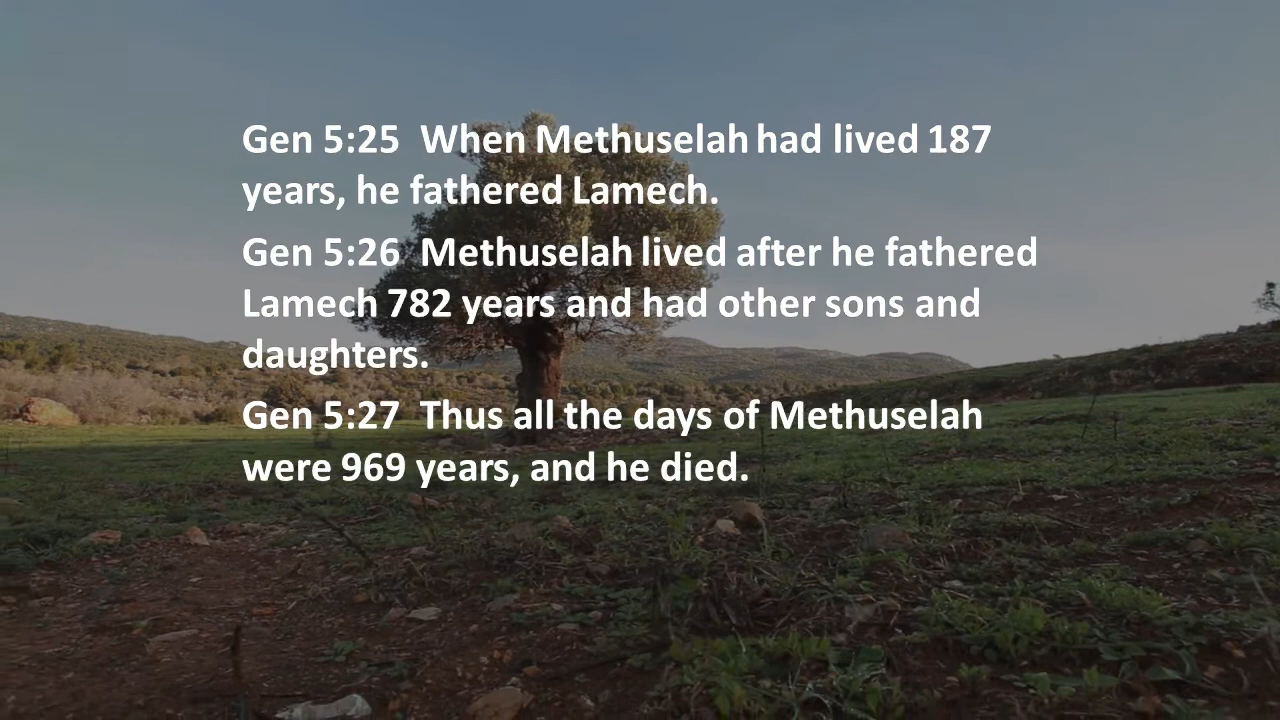 Gen 5:25  When Methuselah had lived 187
years, he fathered Lamech.
Gen 5:26  Methuselah lived after he fathered
Lamech 782 years and had other sons and
daughters.
Gen 5:27  Thus all the days of Methuselah
were 969 years, and he died.